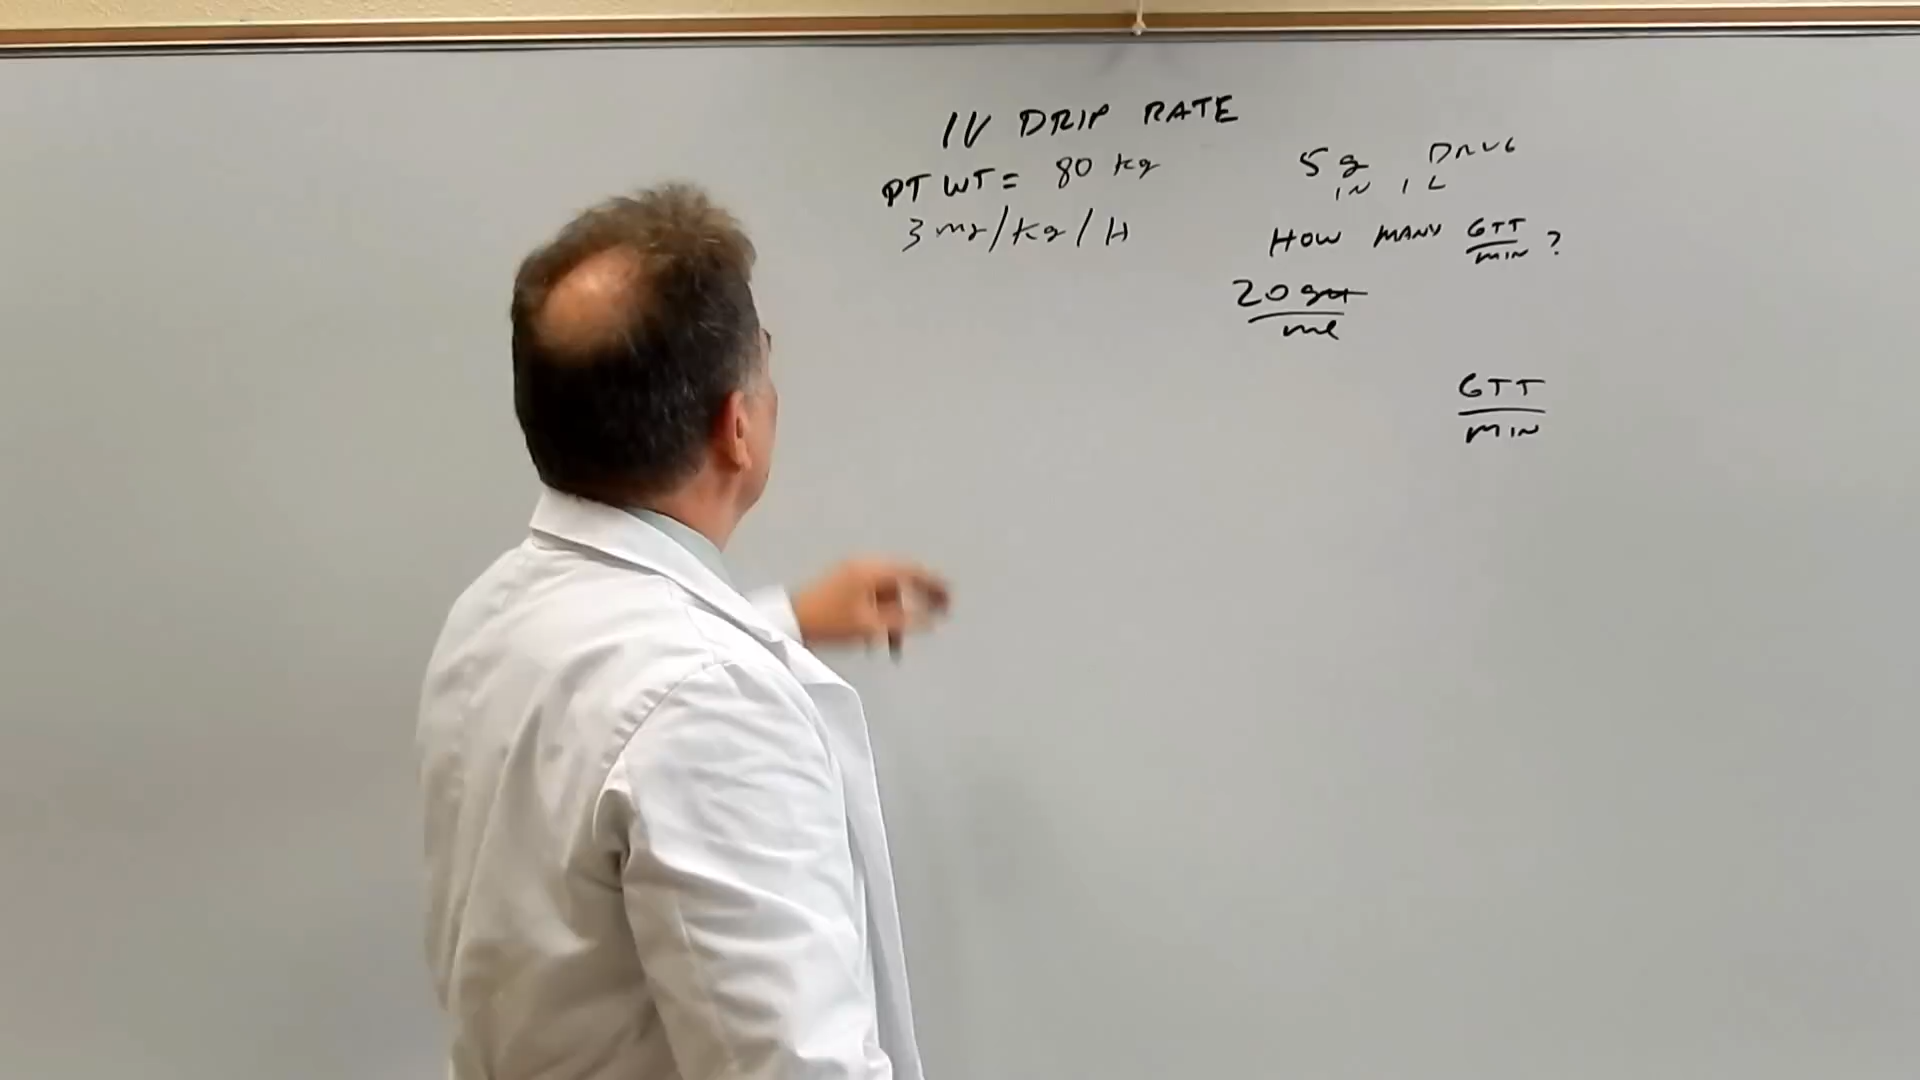 IV DRIP RATE
PT WT = 80 kg
3 mg/kg/H
5 g DRUG
IN 1 L
HOW MANY GTT/MIN ?
20 gtt
ml
GTT
MIN